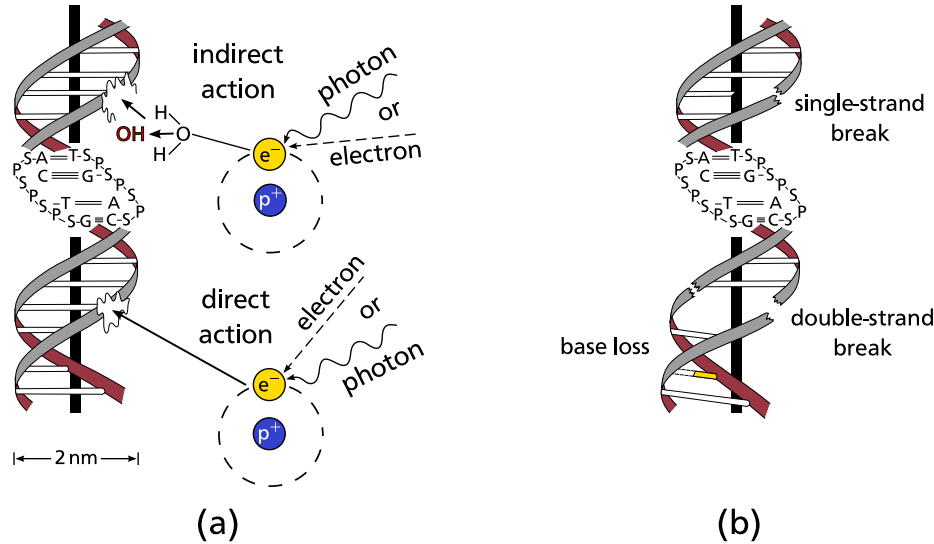 indirect
action
photon
or
electron
H
O
H
OH
e⁻
p⁺
S-A=T-S
C≡G-
S
P
S
P
S
P
P
S
P
S
P
-T=A
S-G≡C-S
direct
action
electron
or
photon
e⁻
p⁺
2 nm
(a)
single-strand
break
S-A=T-S
C≡G-
S
P
S
P
S
P
P
S
P
S
P
-T=A
S-G≡C-S
double-strand
break
base loss
(b)